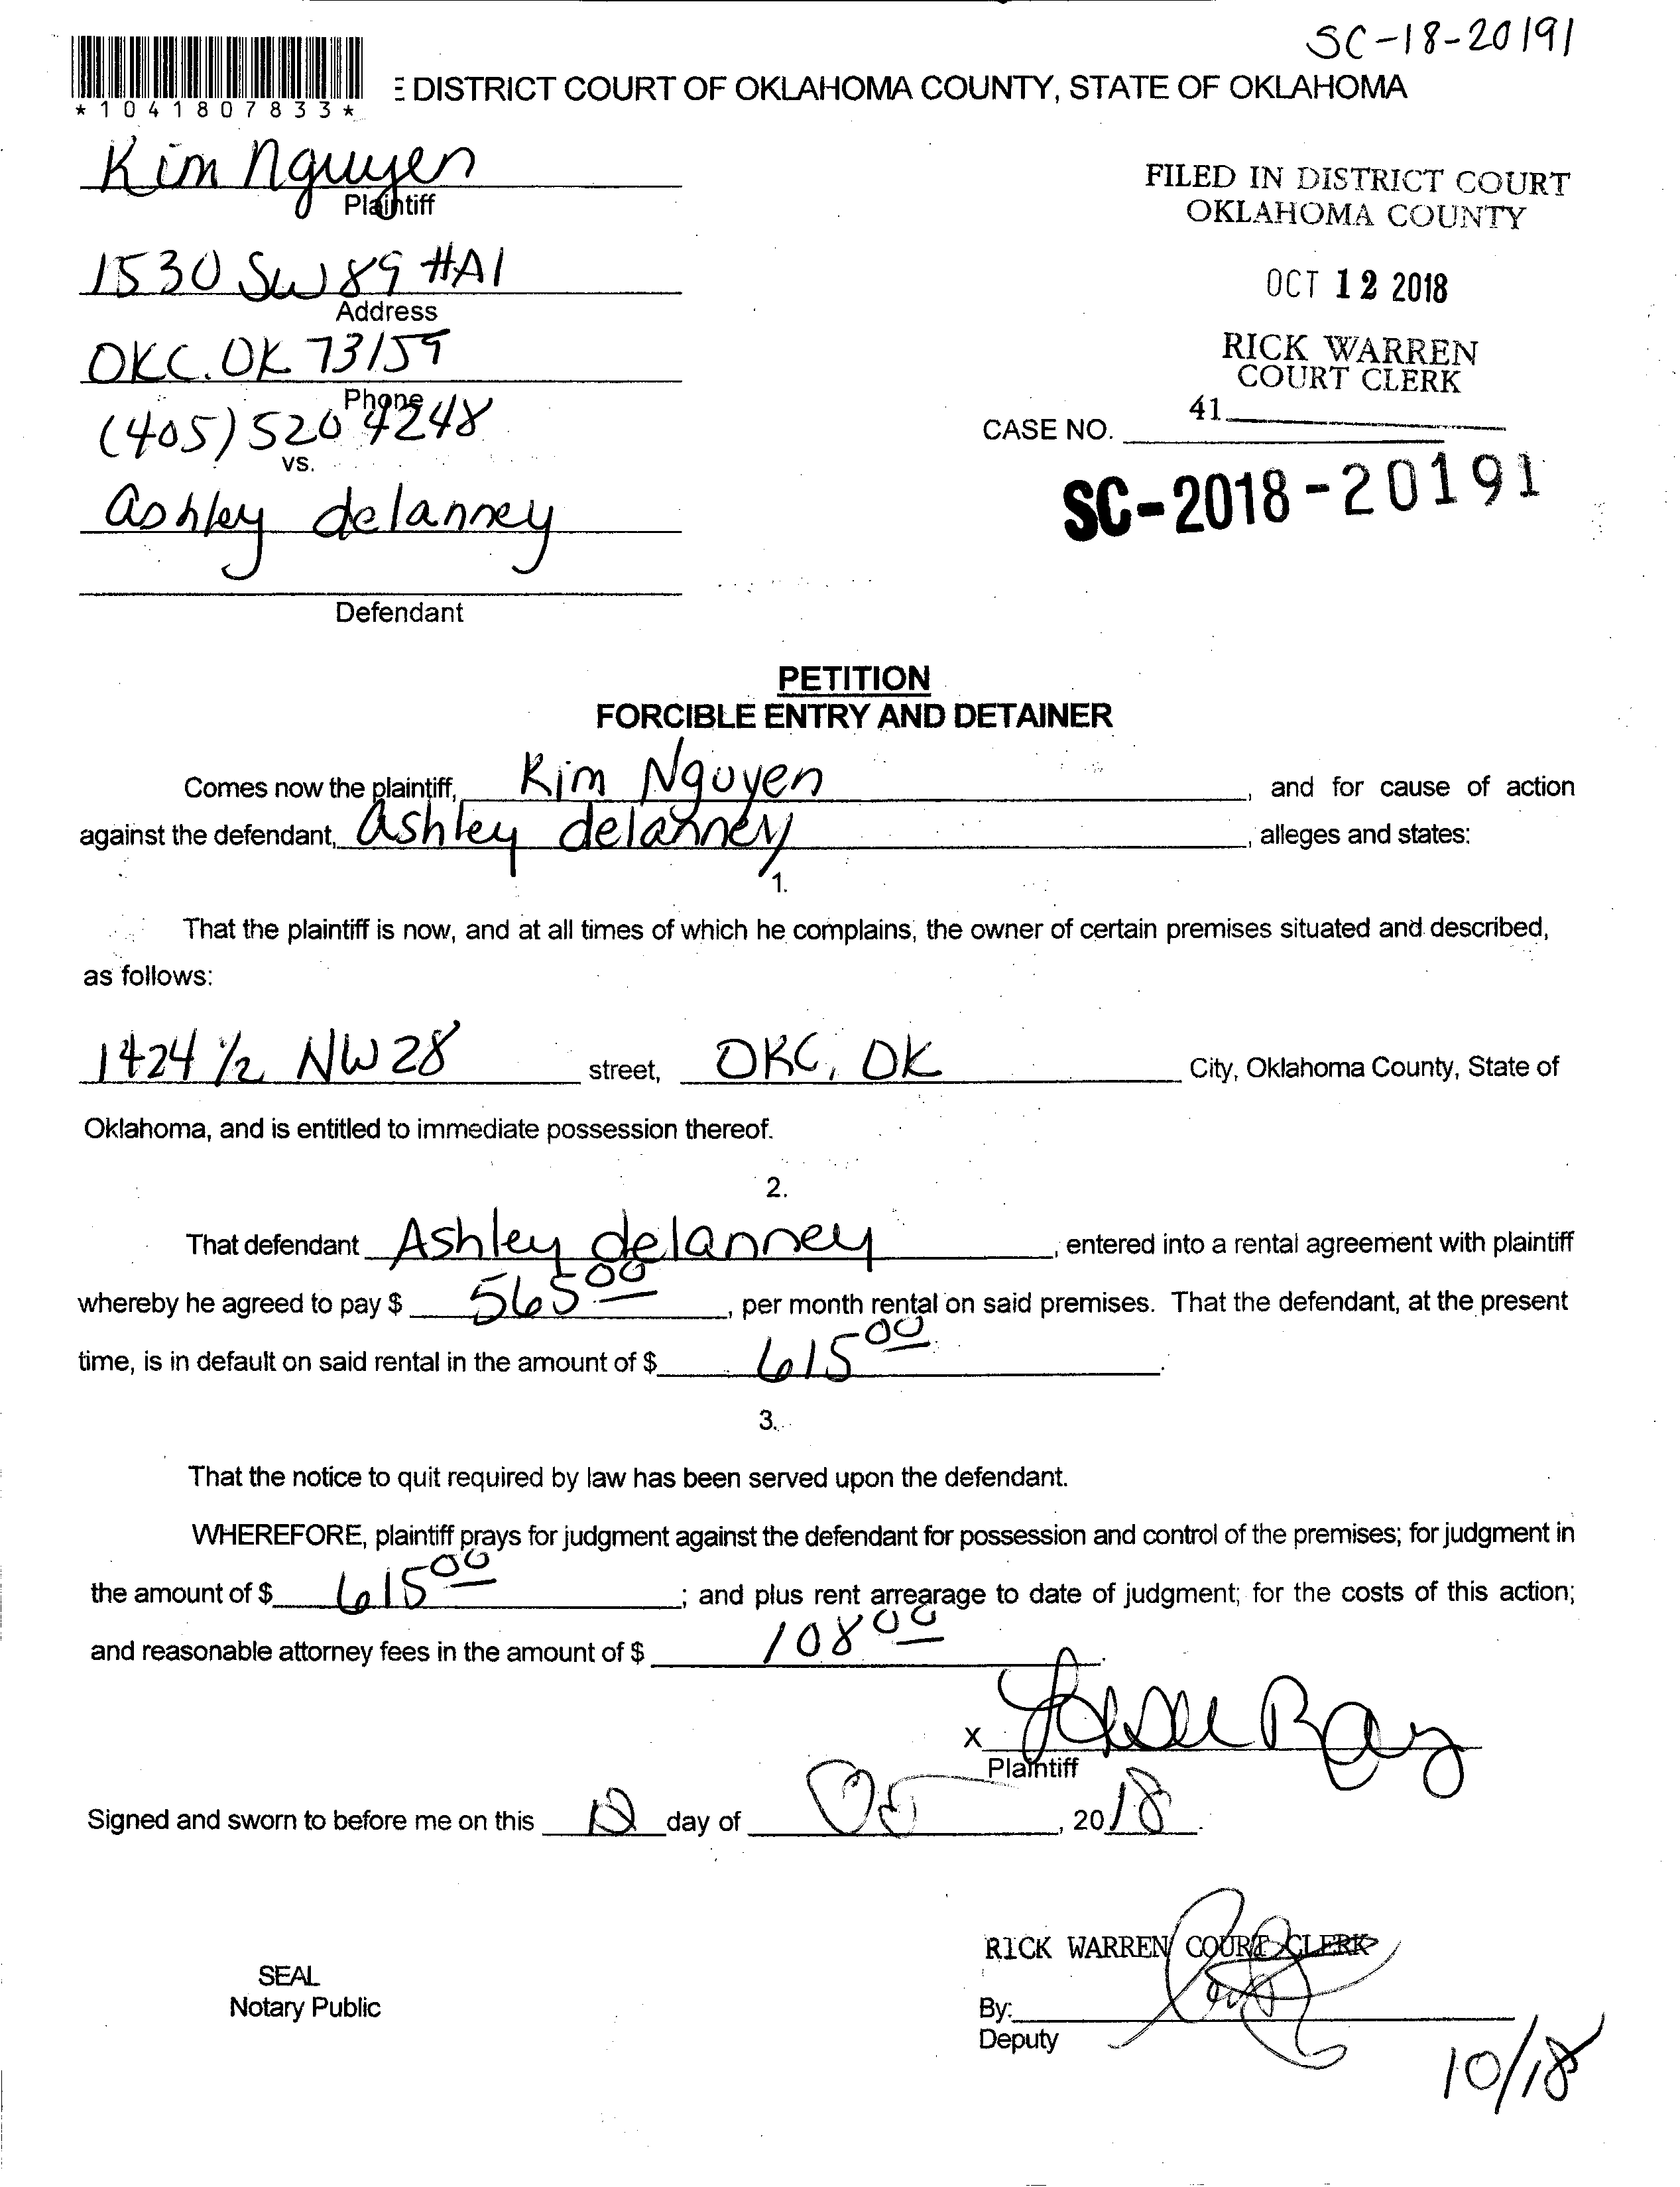 SC-18-20191
*1041807833*
E DISTRICT COURT OF OKLAHOMA COUNTY, STATE OF OKLAHOMA
Kim Nguyen
Plaintiff
FILED IN DISTRICT COURT
OKLAHOMA COUNTY
1530 SW 89 #A1
Address
OCT 12 2018
OKC. OK 73159
Phone
RICK WARREN
COURT CLERK
(405) 520 4248
41
CASE NO.
vs.
SC-2018-20191
Ashley delanney
Defendant
PETITION
FORCIBLE ENTRY AND DETAINER
Comes now the plaintiff, Kim Nguyen, and for cause of action
against the defendant, Ashley delanney, alleges and states:
1.
That the plaintiff is now, and at all times of which he complains, the owner of certain premises situated and described,
as follows:
1424 1/2 NW 28 street, OKC, OK City, Oklahoma County, State of
Oklahoma, and is entitled to immediate possession thereof.
2.
That defendant Ashley delanney, entered into a rental agreement with plaintiff
whereby he agreed to pay $ 565 00, per month rental on said premises. That the defendant, at the present
time, is in default on said rental in the amount of $ 615 00.
3.
That the notice to quit required by law has been served upon the defendant.
WHEREFORE, plaintiff prays for judgment against the defendant for possession and control of the premises; for judgment in
the amount of $ 615 00; and plus rent arrearage to date of judgment; for the costs of this action;
and reasonable attorney fees in the amount of $ 108 00.
X Ray
Plaintiff
Signed and sworn to before me on this 12 day of Oct, 2018.
RICK WARREN COURT CLERK
SEAL
Notary Public
By:
Deputy
10/18